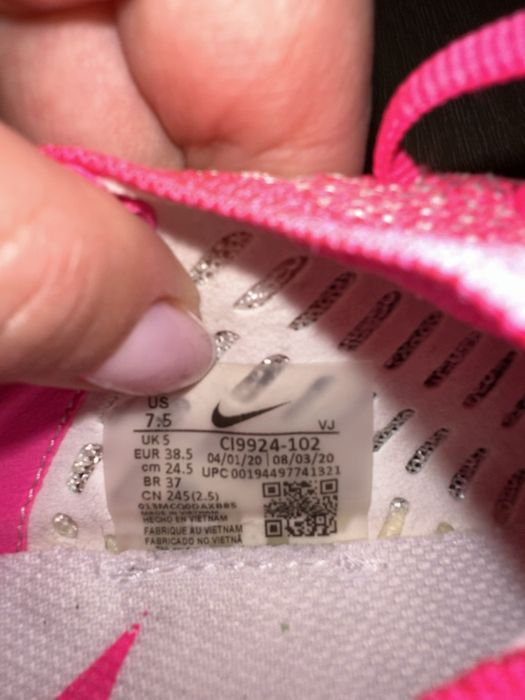 US
7.5
VJ
UK 5
CI9924-102
EUR 38.5
04/01/20 08/03/20
cm 24.5
UPC 00194497741321
BR 37
CN 245(2.5)
013MCQ0DAXB85
MADE IN VIETNAM
HECHO EN VIETNAM
FABRIQUE AU VIETNAM
FABRICADO NO VIETNÃ